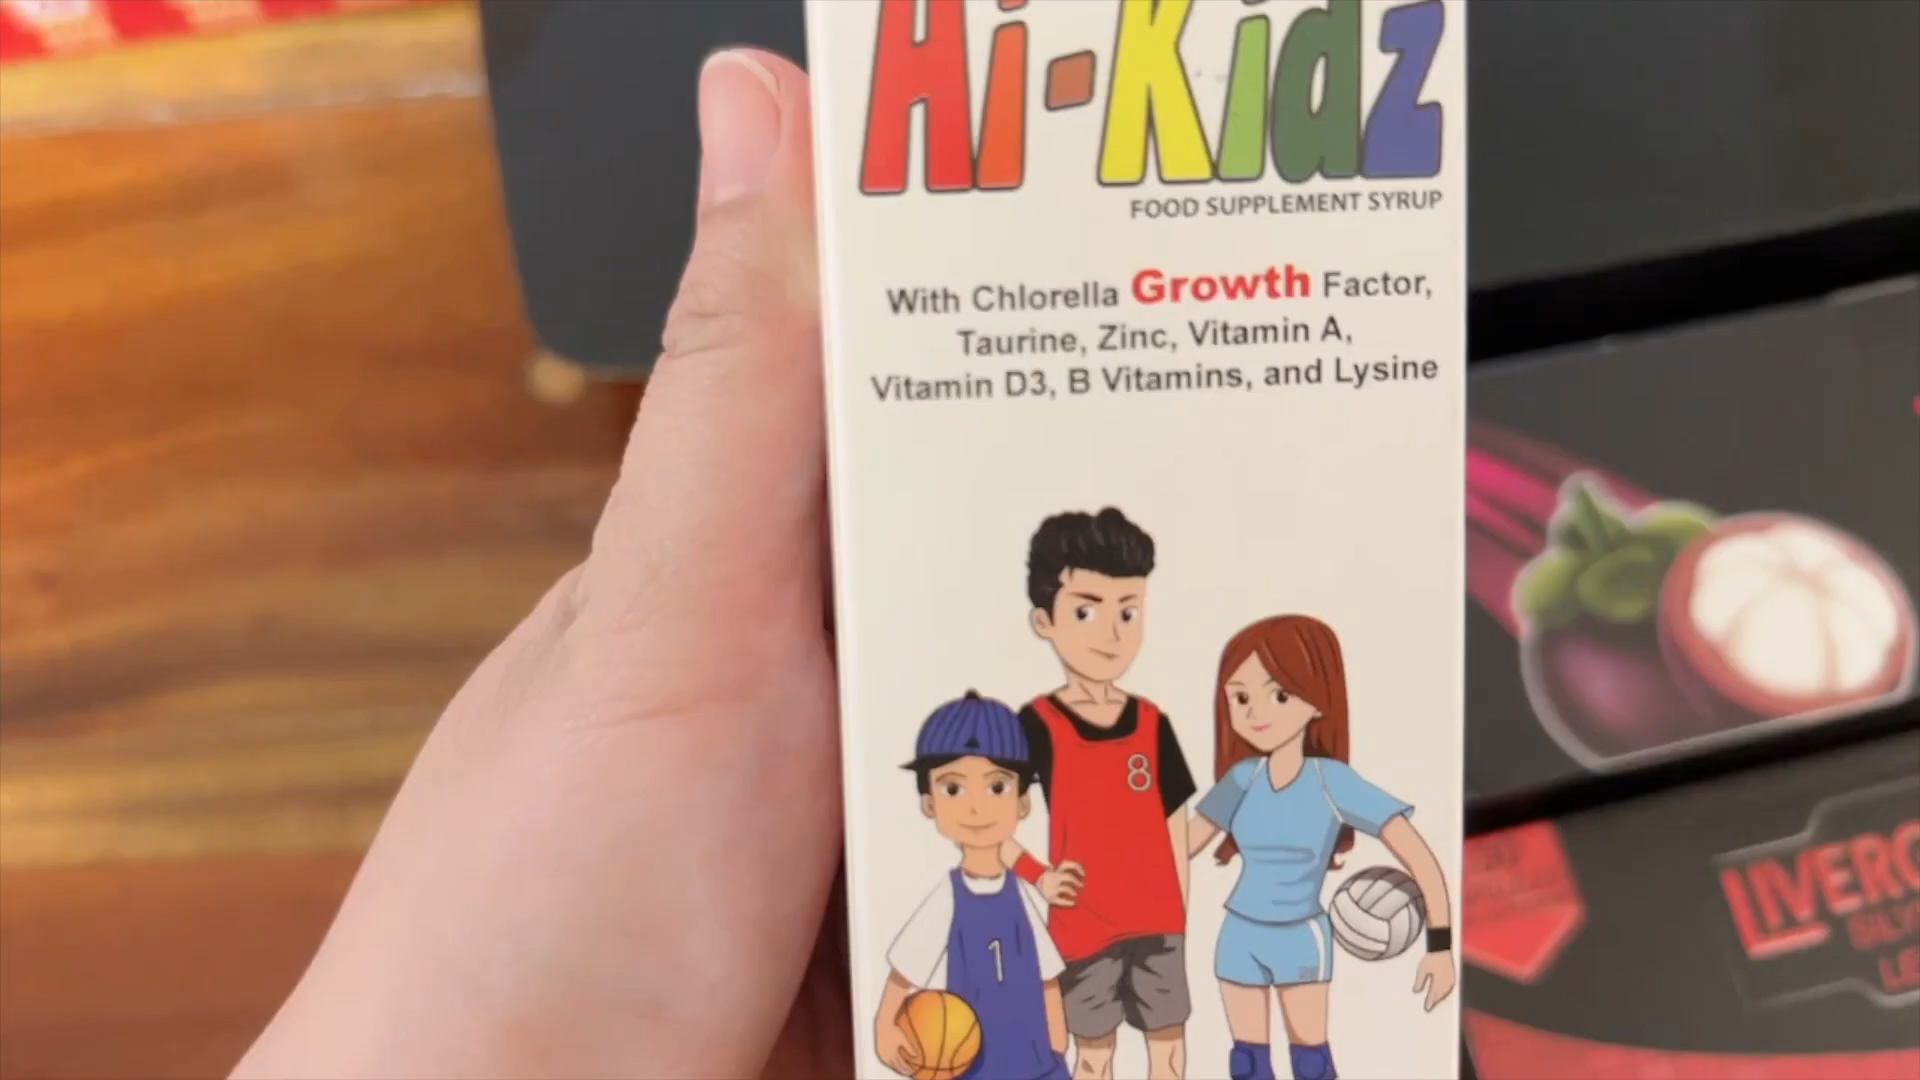 Hi-Kidz
FOOD SUPPLEMENT SYRUP
With Chlorella Growth Factor,
Taurine, Zinc, Vitamin A,
Vitamin D3, B Vitamins, and Lysine
8
1